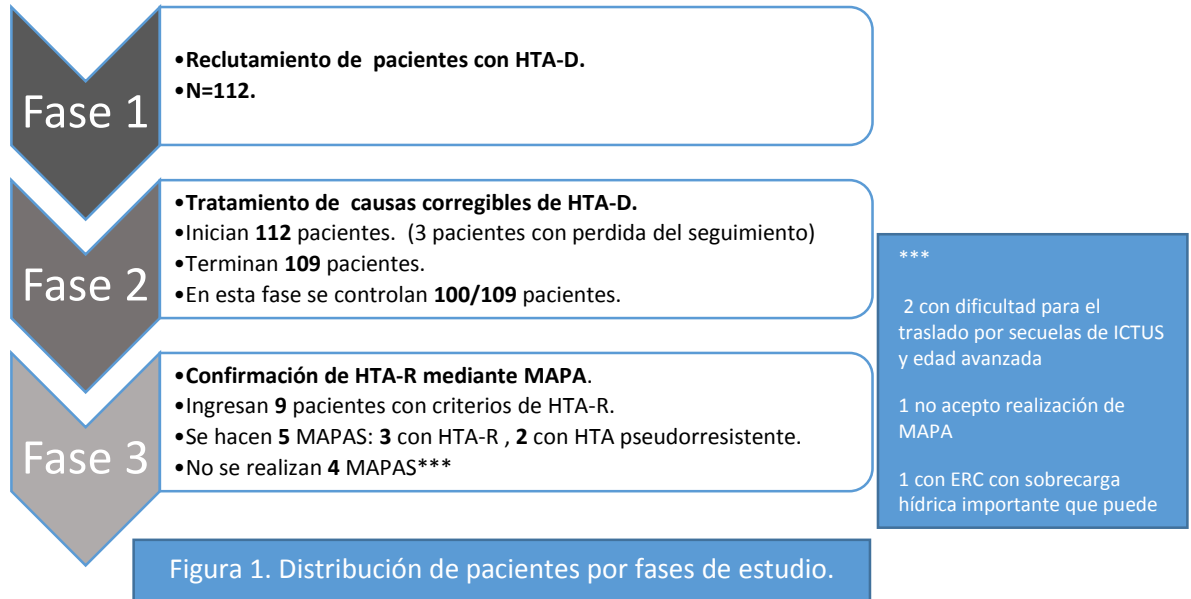 Fase 1
•Reclutamiento de pacientes con HTA-D.
•N=112.
Fase 2
•Tratamiento de causas corregibles de HTA-D.
•Inician 112 pacientes. (3 pacientes con perdida del seguimiento)
•Terminan 109 pacientes.
•En esta fase se controlan 100/109 pacientes.
Fase 3
•Confirmación de HTA-R mediante MAPA.
•Ingresan 9 pacientes con criterios de HTA-R.
•Se hacen 5 MAPAS: 3 con HTA-R , 2 con HTA pseudorresistente.
•No se realizan 4 MAPAS***
***
2 con dificultad para el
traslado por secuelas de ICTUS
y edad avanzada
1 no acepto realización de
MAPA
1 con ERC con sobrecarga
hídrica importante que puede
Figura 1. Distribución de pacientes por fases de estudio.